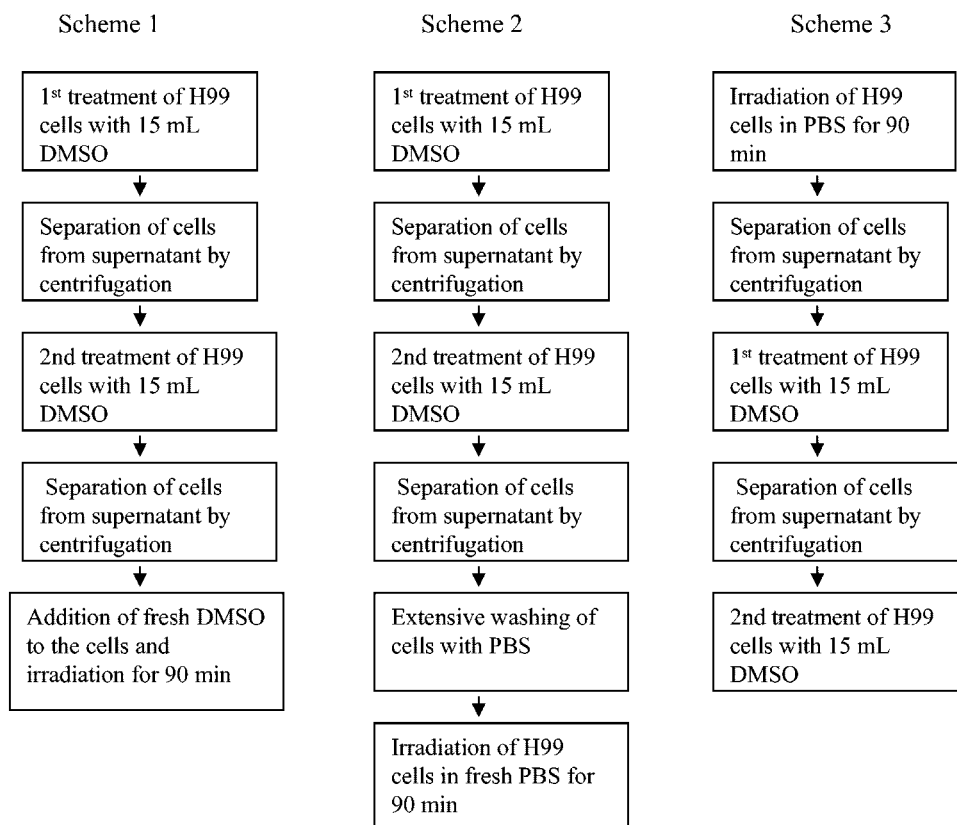 Scheme 1
1st treatment of H99
cells with 15 mL
DMSO
Separation of cells
from supernatant by
centrifugation
2nd treatment of H99
cells with 15 mL
DMSO
Separation of cells
from supernatant by
centrifugation
Addition of fresh DMSO
to the cells and
irradiation for 90 min
Scheme 2
1st treatment of H99
cells with 15 mL
DMSO
Separation of cells
from supernatant by
centrifugation
2nd treatment of H99
cells with 15 mL
DMSO
Separation of cells
from supernatant by
centrifugation
Extensive washing of
cells with PBS
Irradiation of H99
cells in fresh PBS for
90 min
Scheme 3
Irradiation of H99
cells in PBS for 90
min
Separation of cells
from supernatant by
centrifugation
1st treatment of H99
cells with 15 mL
DMSO
Separation of cells
from supernatant by
centrifugation
2nd treatment of H99
cells with 15 mL
DMSO